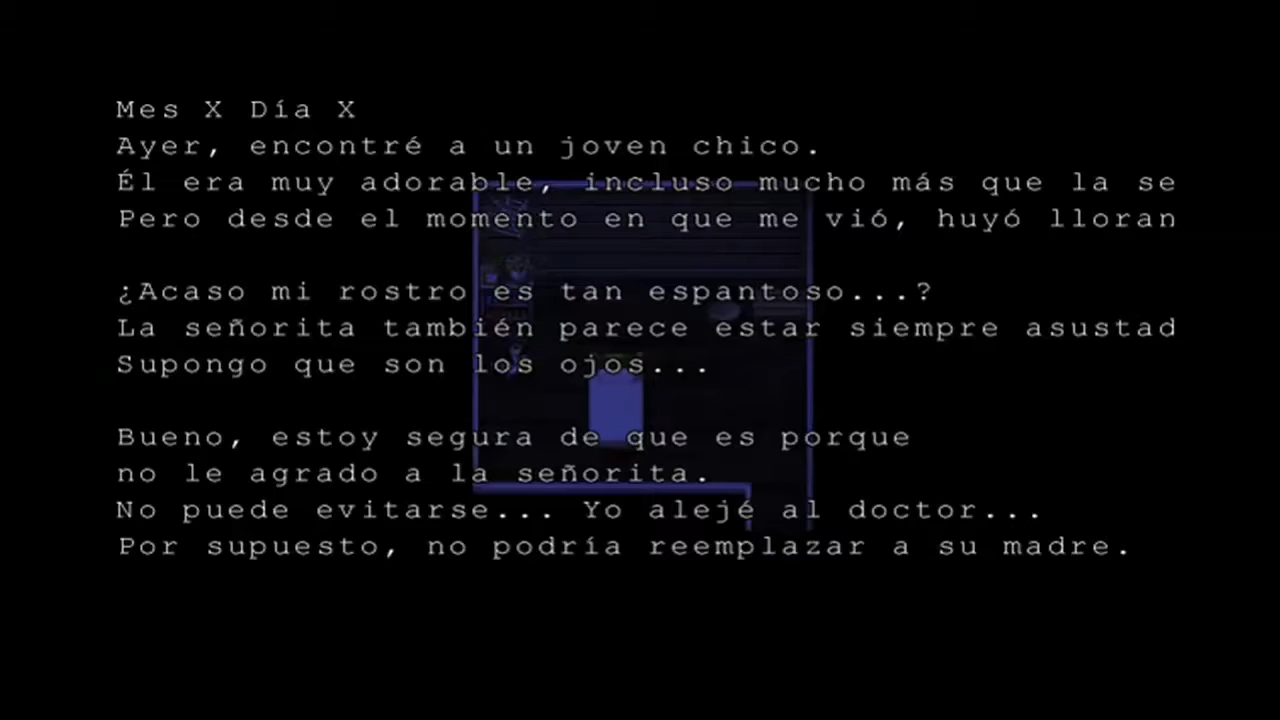 Mes X Día X
Ayer, encontré a un joven chico.
Él era muy adorable, incluso mucho más que la se
Pero desde el momento en que me vió, huyó lloran
¿Acaso mi rostro es tan espantoso...?
La señorita también parece estar siempre asustad
Supongo que son los ojos...
Bueno, estoy segura de que es porque
no le agrado a la señorita.
No puede evitarse... Yo alejé al doctor...
Por supuesto, no podría reemplazar a su madre.